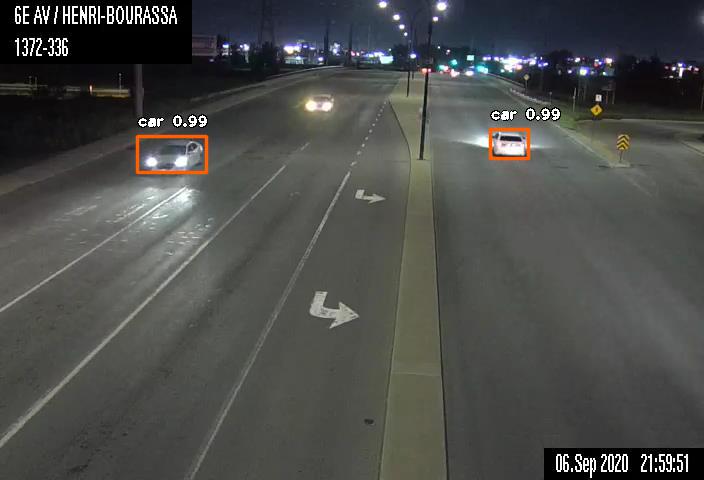 6E AV / HENRI-BOURASSA
1372-336
car 0.99
car 0.99
06.Sep 2020 21:59:51